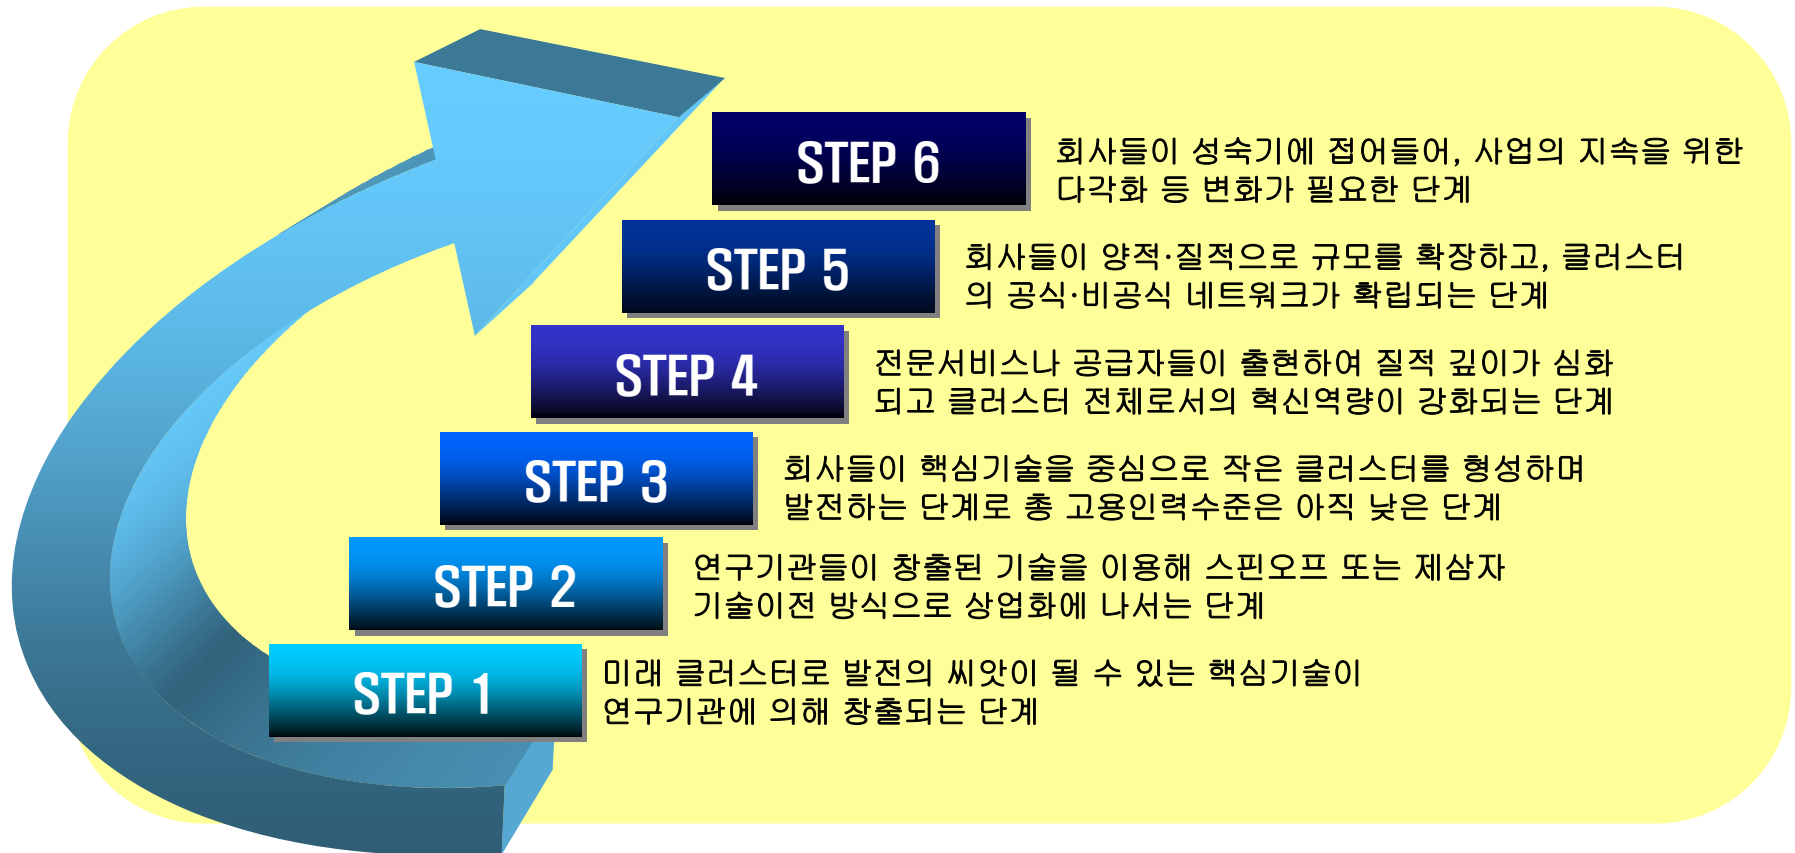 STEP 6
회사들이 성숙기에 접어들어, 사업의 지속을 위한
다각화 등 변화가 필요한 단계
STEP 5
회사들이 양적·질적으로 규모를 확장하고, 클러스터
의 공식·비공식 네트워크가 확립되는 단계
STEP 4
전문서비스나 공급자들이 출현하여 질적 깊이가 심화
되고 클러스터 전체로서의 혁신역량이 강화되는 단계
STEP 3
회사들이 핵심기술을 중심으로 작은 클러스터를 형성하며
발전하는 단계로 총 고용인력수준은 아직 낮은 단계
STEP 2
연구기관들이 창출된 기술을 이용해 스핀오프 또는 제삼자
기술이전 방식으로 상업화에 나서는 단계
STEP 1
미래 클러스터로 발전의 씨앗이 될 수 있는 핵심기술이
연구기관에 의해 창출되는 단계